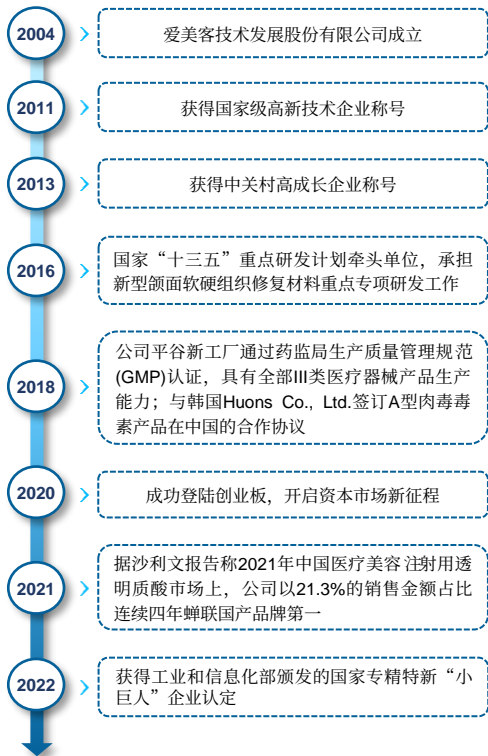 2004
爱美客技术发展股份有限公司成立
2011
获得国家级高新技术企业称号
2013
获得中关村高成长企业称号
2016
国家“十三五”重点研发计划牵头单位，承担
新型颌面软硬组织修复材料重点专项研发工作
2018
公司平谷新工厂通过药监局生产质量管理规范
(GMP)认证，具有全部III类医疗器械产品生产
能力；与韩国Huons Co., Ltd.签订A型肉毒毒
素产品在中国的合作协议
2020
成功登陆创业板，开启资本市场新征程
2021
据沙利文报告称2021年中国医疗美容注射用透
明质酸市场上，公司以21.3%的销售金额占比
连续四年蝉联国产品牌第一
2022
获得工业和信息化部颁发的国家专精特新“小
巨人”企业认定